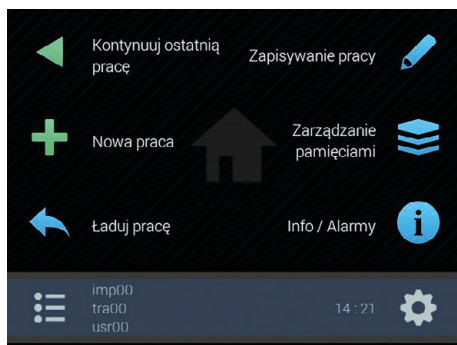 Kontynuuj ostatnią
pracę
Zapisywanie pracy
Nowa praca
Zarządzanie
pamięciami
Ładuj pracę
Info / Alarmy
imp00
tra00
usr00
14 : 21